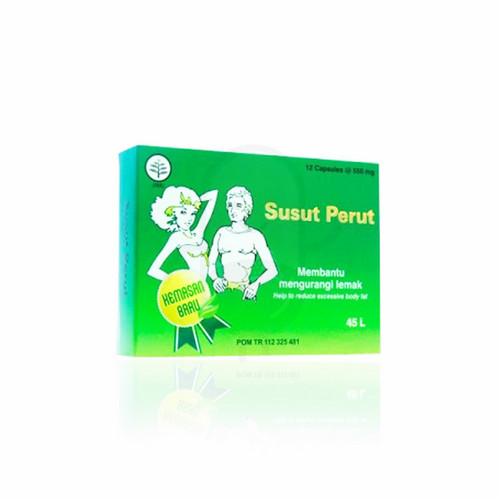 12 Capsules @ 550 mg
JAMU
Susut Perut
Membantu
mengurangi lemak
Help to reduce excessive body fat
KEMASAN
BARU
45 L
POM TR 112 325 481
Susut Perut